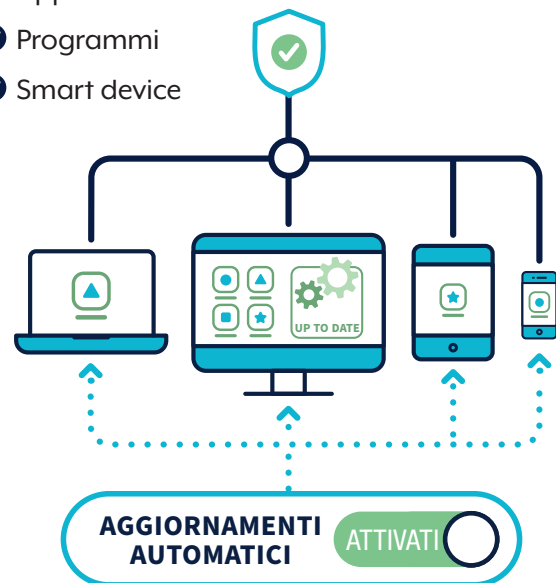 Programmi
Smart device
UP TO DATE
AGGIORNAMENTI
AUTOMATICI
ATTIVATI